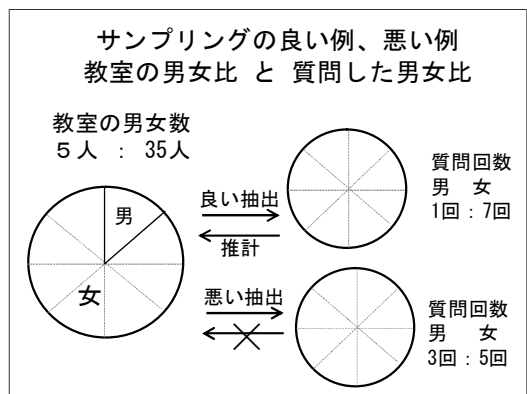 サンプリングの良い例、悪い例
教室の男女比 と 質問した男女比
教室の男女数
５人 ： 35人
男
女
良い抽出
推計
質問回数
男 女
1回：7回
悪い抽出
質問回数
男 女
3回：5回